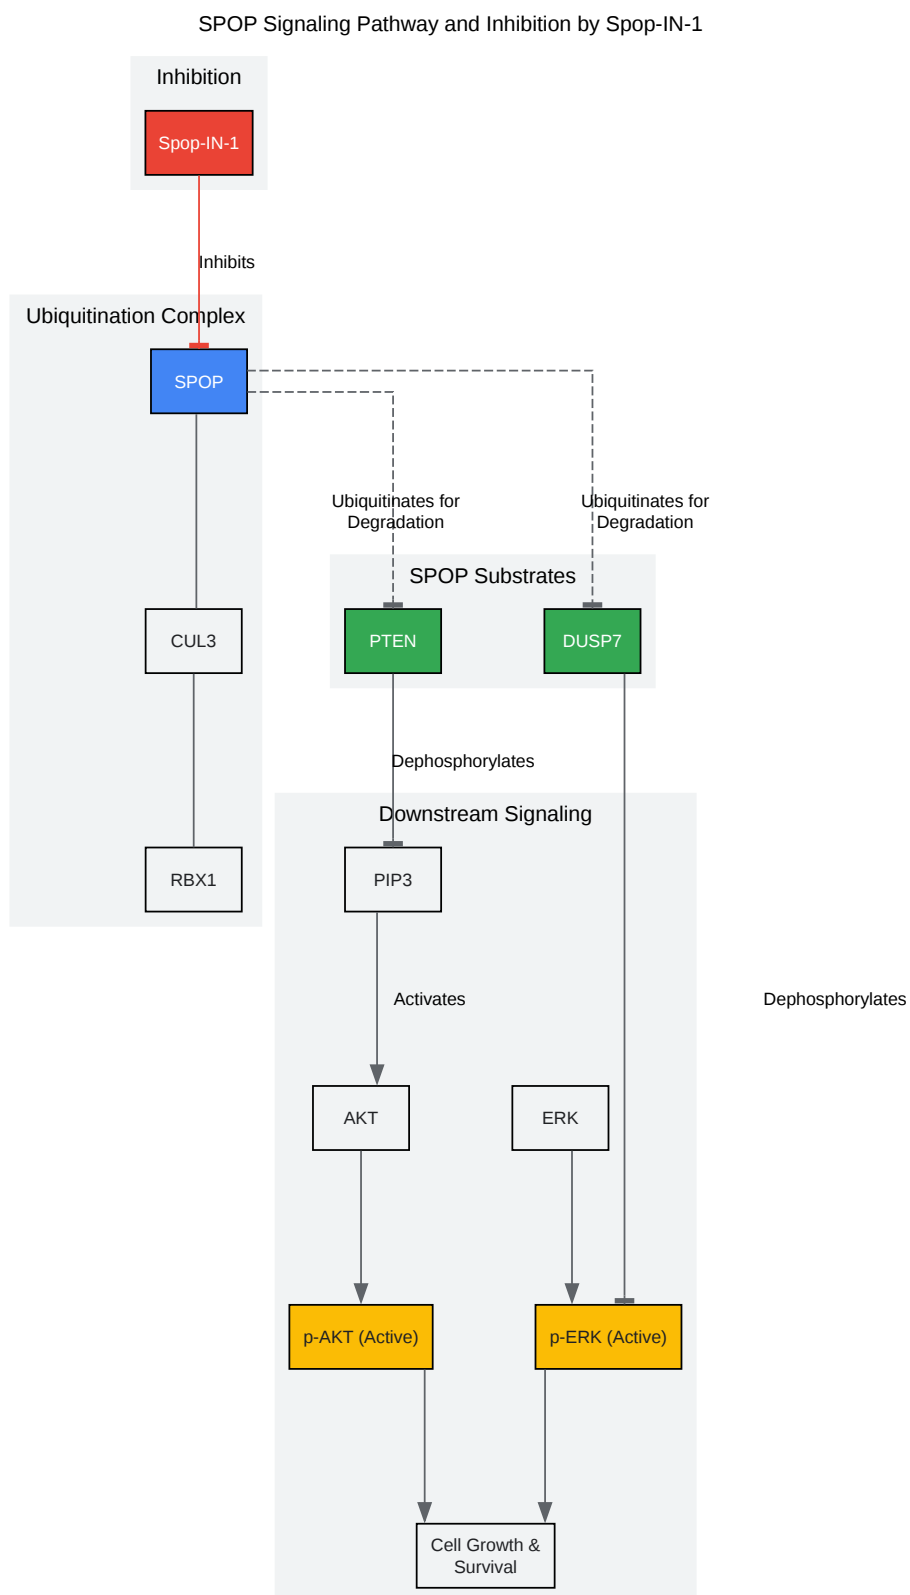 SPOP Signaling Pathway and Inhibition by Spop-IN-1
Inhibition
Spop-IN-1
Inhibits
Ubiquitination Complex
SPOP
Ubiquitinates for
Degradation
Ubiquitinates for
Degradation
SPOP Substrates
CUL3
PTEN
DUSP7
Dephosphorylates
Downstream Signaling
RBX1
PIP3
Activates
Dephosphorylates
AKT
ERK
p-AKT (Active)
p-ERK (Active)
Cell Growth &
Survival